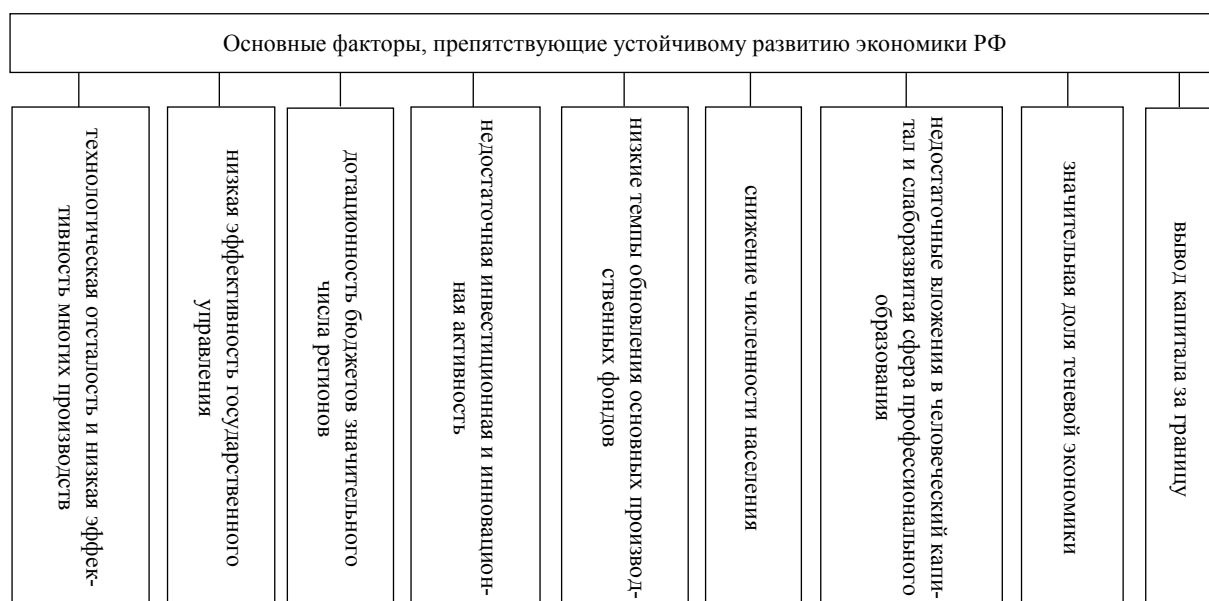 Основные факторы, препятствующие устойчивому развитию экономики РФ
технологическая отсталость и низкая эффек-
тивность многих производств
низкая эффективность государственного
управления
дотационность бюджетов значительного
числа регионов
недостаточная инвестиционная и инновацион-
ная активность
низкие темпы обновления основных производ-
ственных фондов
снижение численности населения
недостаточные вложения в человеческий капи-
тал и слаборазвитая сфера профессионального
образования
значительная доля теневой экономики
вывод капитала за границу